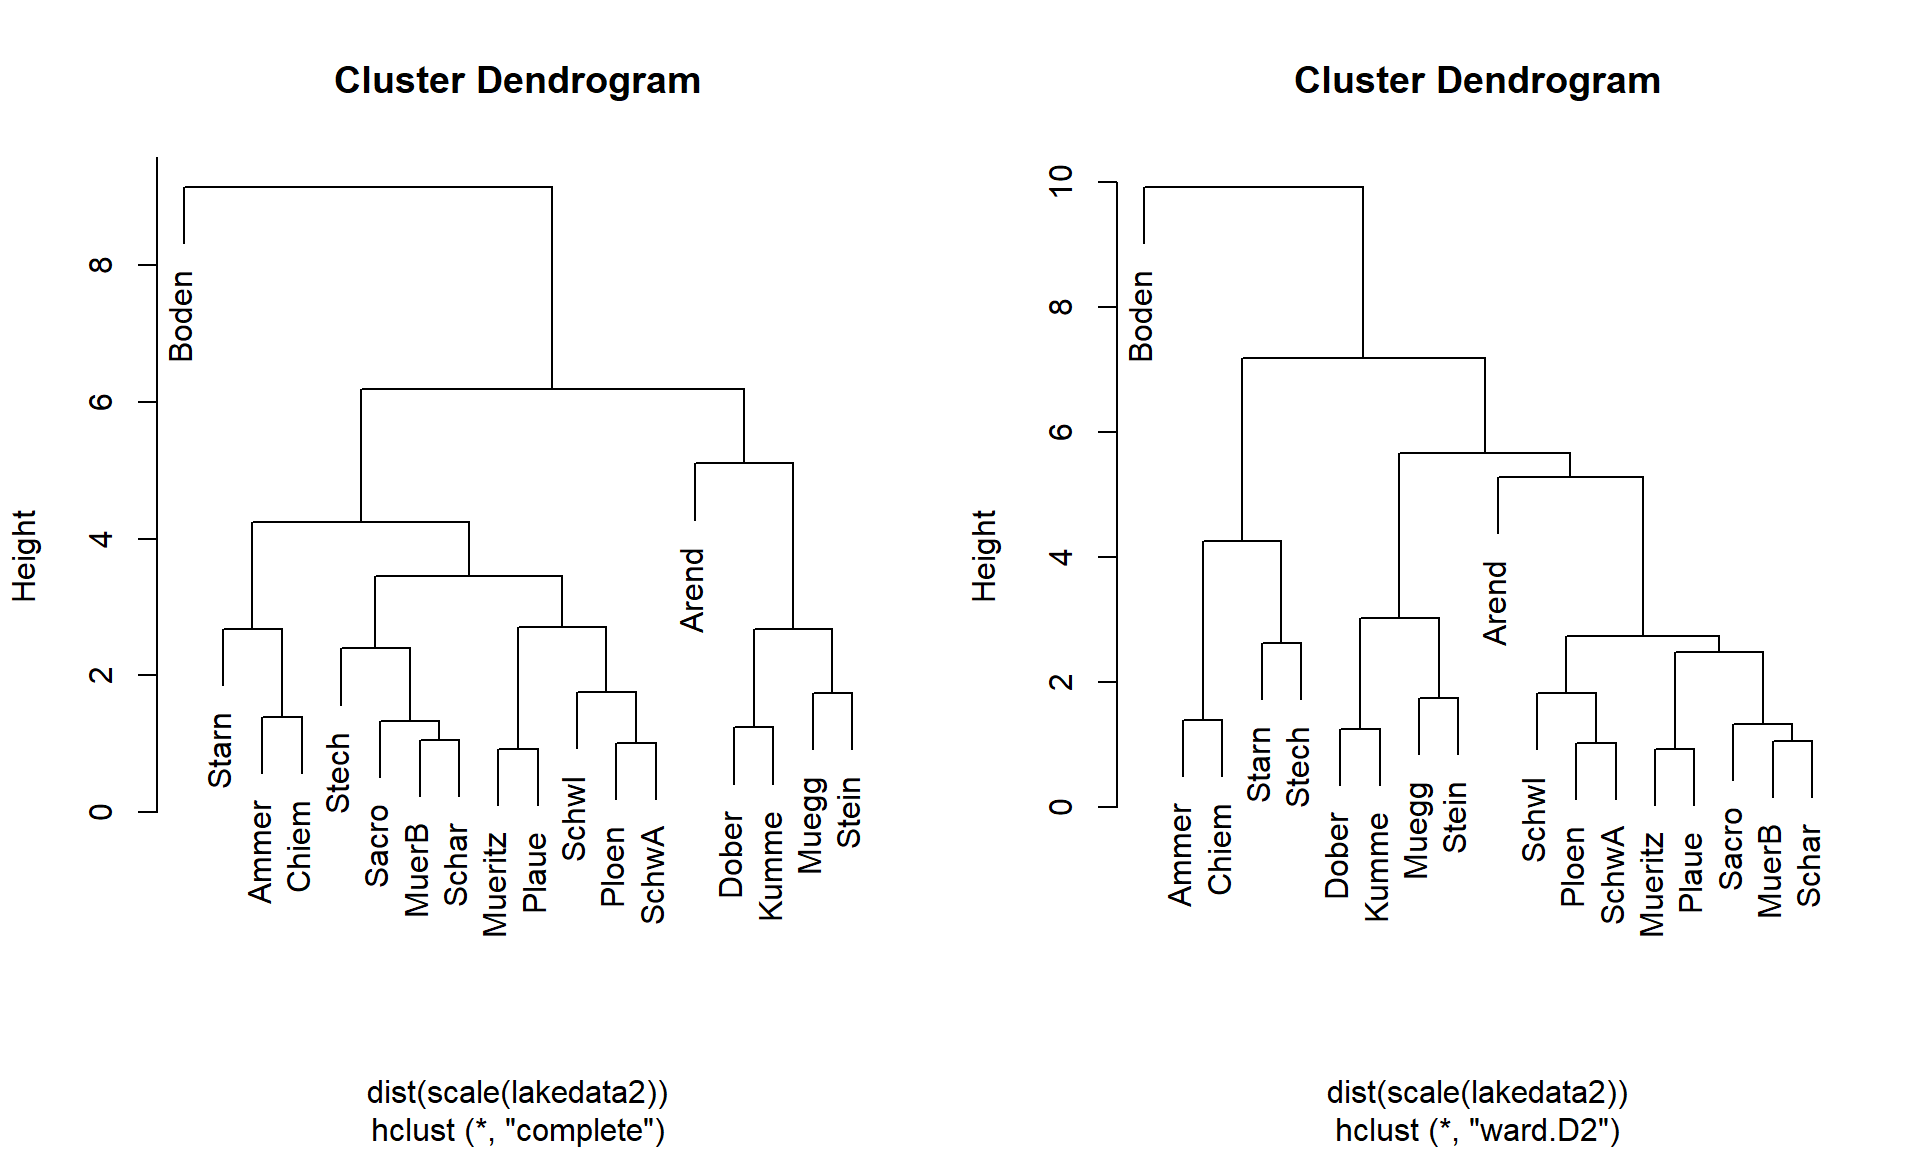 Cluster Dendrogram
Height
0
2
4
6
8
Boden
Starn
Ammer
Chiem
Stech
Sacro
MuerB
Schar
Mueritz
Plaue
Schwl
Ploen
SchwA
Arend
Dober
Kumme
Muegg
Stein
dist(scale(lakedata2))
hclust (*, "complete")
Cluster Dendrogram
Height
0
2
4
6
8
10
Boden
Ammer
Chiem
Starn
Stech
Dober
Kumme
Muegg
Stein
Arend
Schwl
Ploen
SchwA
Mueritz
Plaue
Sacro
MuerB
Schar
dist(scale(lakedata2))
hclust (*, "ward.D2")